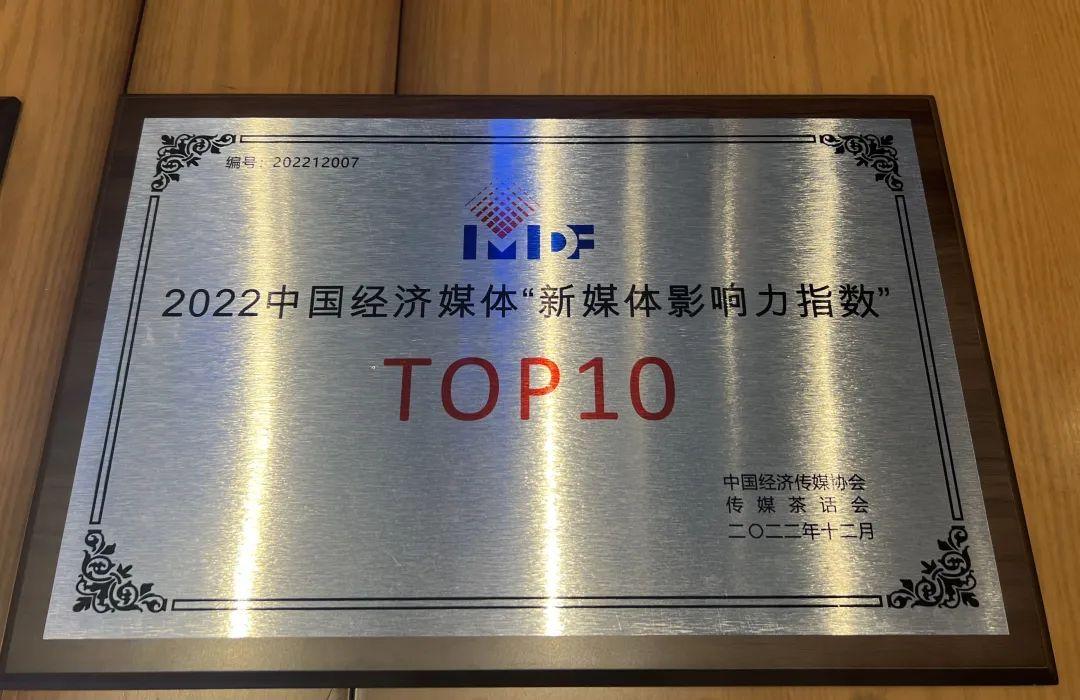 编号：202212007
IMDF
2022中国经济媒体“新媒体影响力指数”
TOP10
中国经济传媒协会
传媒茶话会
二〇二二年十二月